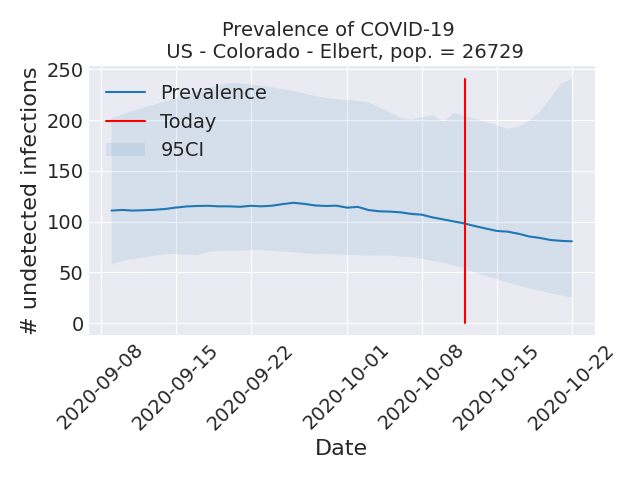 Prevalence of COVID-19
US - Colorado - Elbert, pop. = 26729
# undetected infections
250
200
150
100
50
0
Prevalence
Today
95CI
2020-09-08
2020-09-15
2020-09-22
2020-10-01
2020-10-08
2020-10-15
2020-10-22
Date